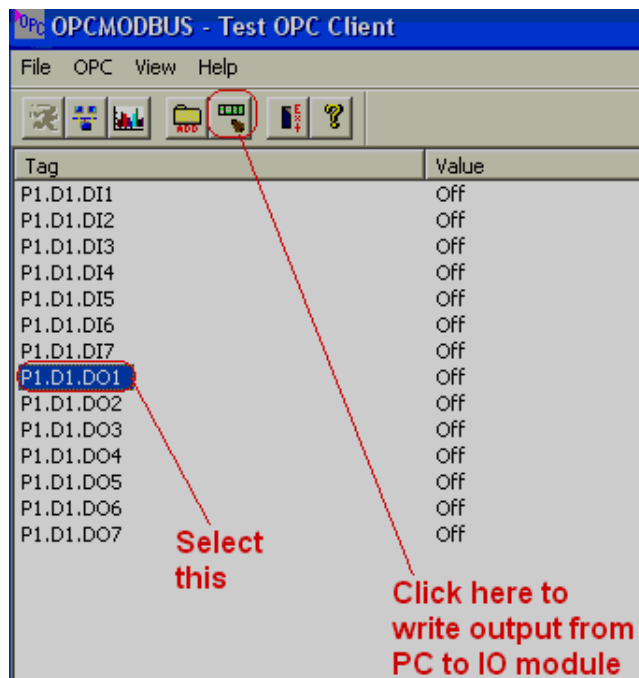 OPC OPCMODBUS - Test OPC Client
File OPC View Help
ADD EXIT ?
Tag Value
P1.D1.DI1 Off
P1.D1.DI2 Off
P1.D1.DI3 Off
P1.D1.DI4 Off
P1.D1.DI5 Off
P1.D1.DI6 Off
P1.D1.DI7 Off
P1.D1.DO1 Off
P1.D1.DO2 Off
P1.D1.DO3 Off
P1.D1.DO4 Off
P1.D1.DO5 Off
P1.D1.DO6 Off
P1.D1.DO7 Off
Select
this
Click here to
write output from
PC to IO module